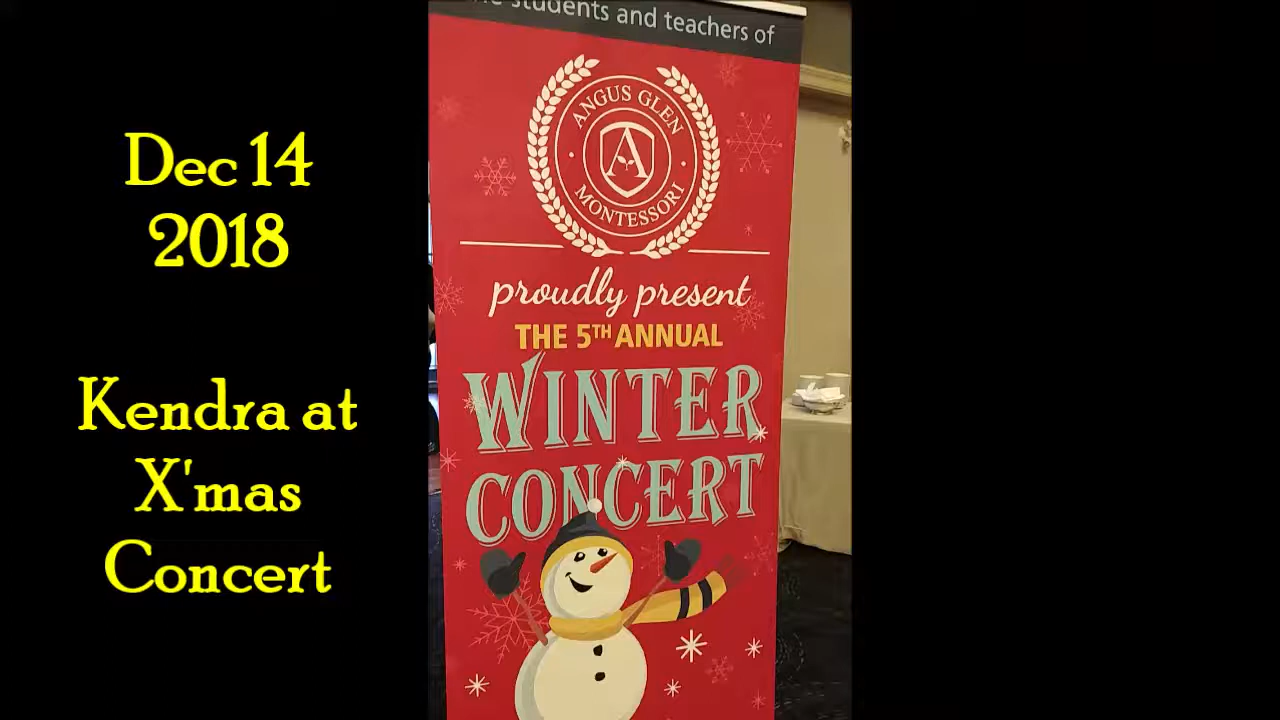 Dec 14
2018
Kendra at
X'mas
Concert
students and teachers of
ANGUS GLEN
A
MONTESSORI
proudly present
THE 5TH ANNUAL
WINTER
CONCERT